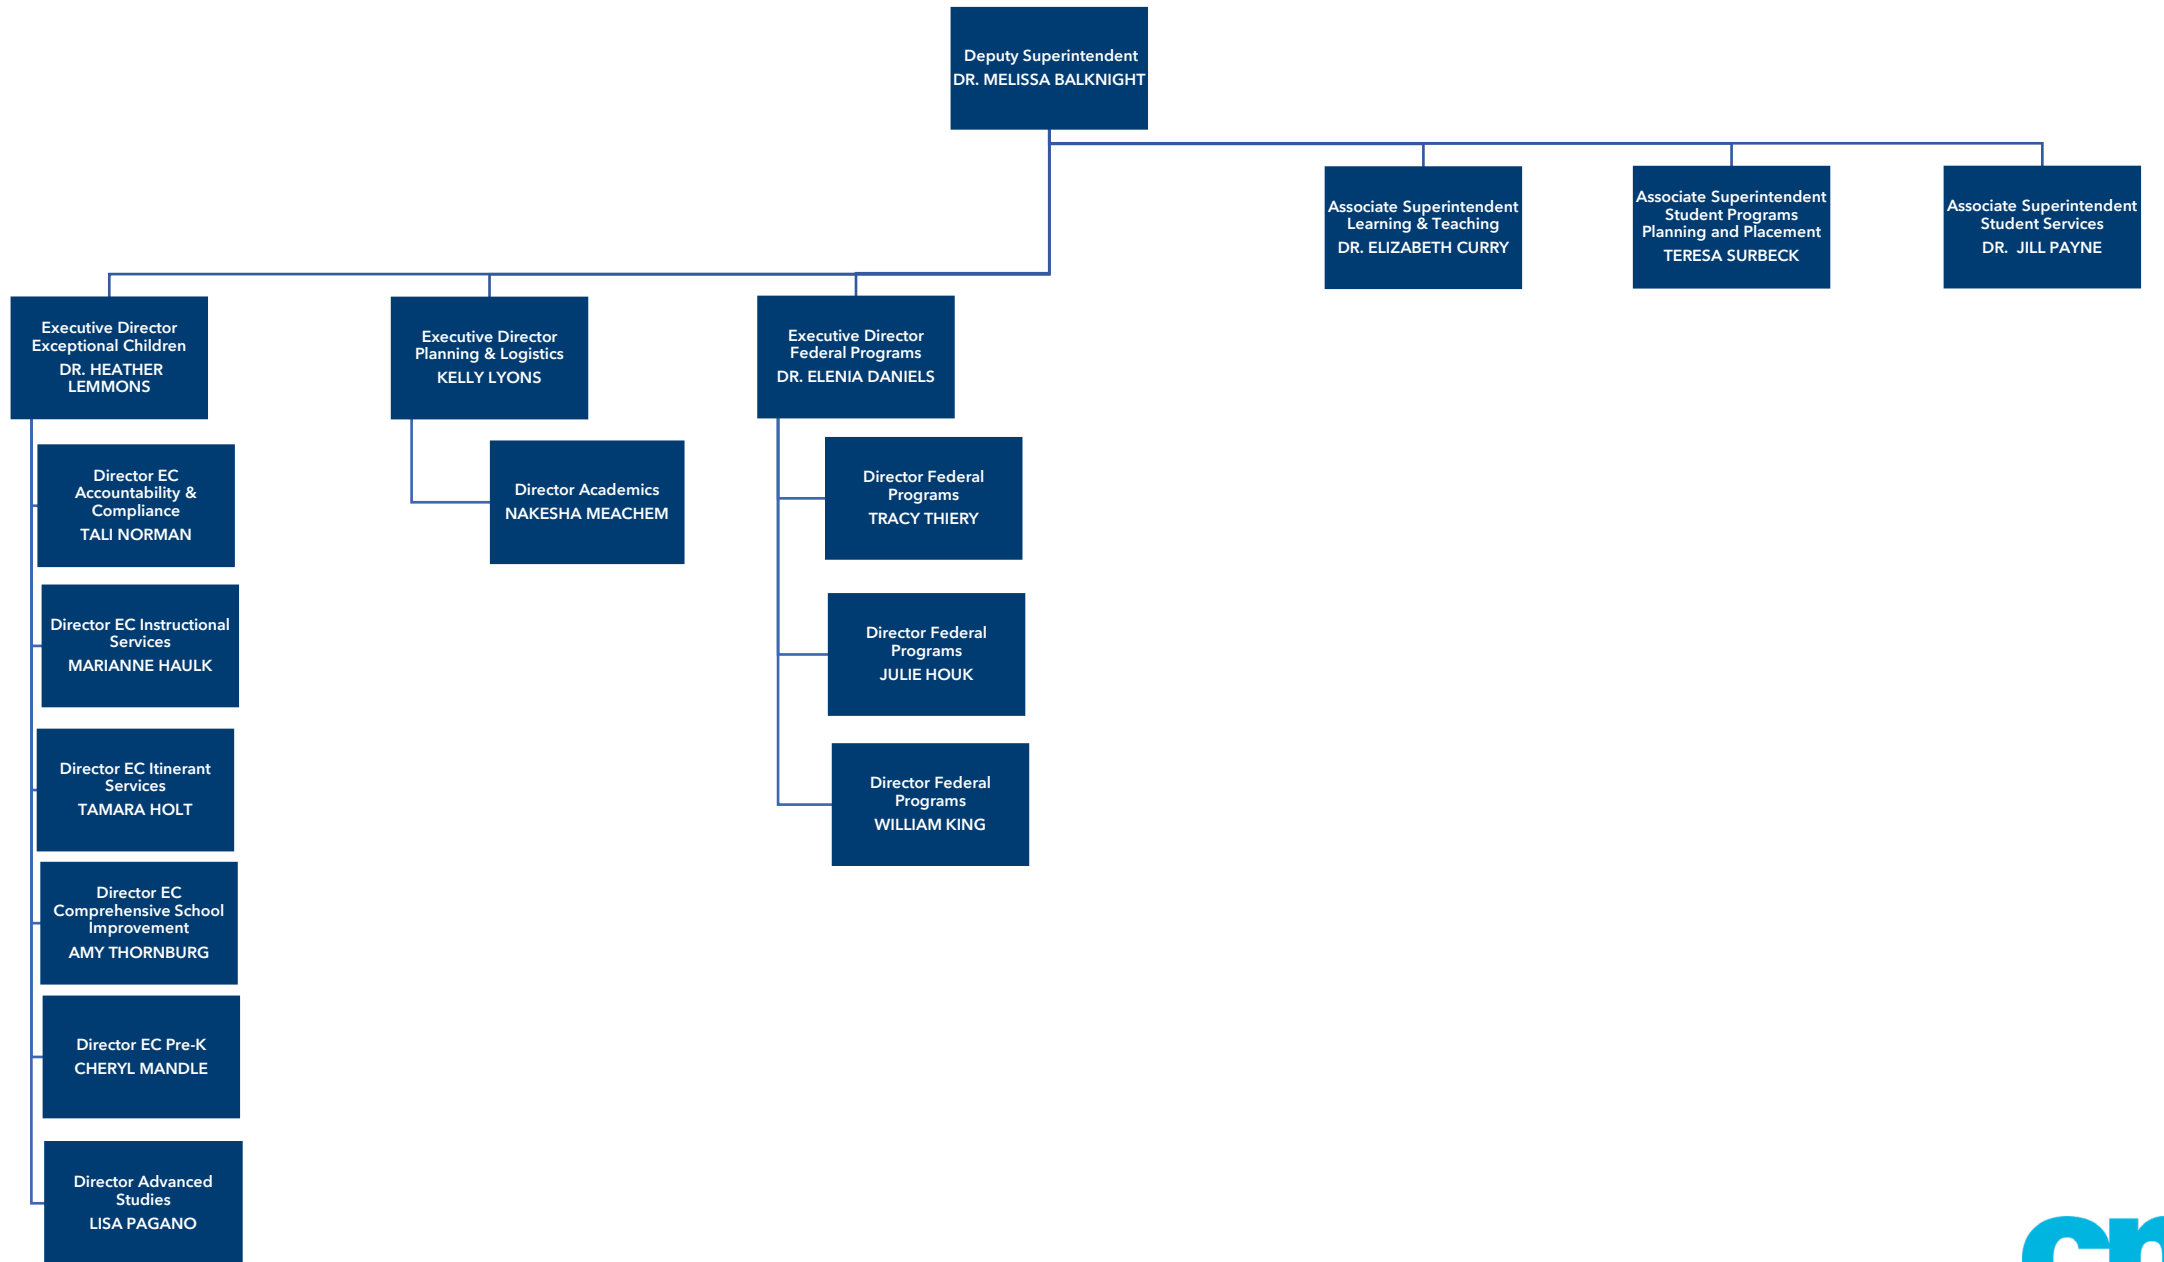 Deputy Superintendent
DR. MELISSA BALKNIGHT
Associate Superintendent
Learning & Teaching
DR. ELIZABETH CURRY
Associate Superintendent
Student Programs
Planning and Placement
TERESA SURBECK
Associate Superintendent
Student Services
DR. JILL PAYNE
Executive Director
Exceptional Children
DR. HEATHER
LEMMONS
Executive Director
Planning & Logistics
KELLY LYONS
Executive Director
Federal Programs
DR. ELENIA DANIELS
Director EC
Accountability &
Compliance
TALI NORMAN
Director Academics
NAKESHA MEACHEM
Director Federal
Programs
TRACY THIERY
Director EC Instructional
Services
MARIANNE HAULK
Director Federal
Programs
JULIE HOUK
Director EC Itinerant
Services
TAMARA HOLT
Director Federal
Programs
WILLIAM KING
Director EC
Comprehensive School
Improvement
AMY THORNBURG
Director EC Pre-K
CHERYL MANDLE
Director Advanced
Studies
LISA PAGANO